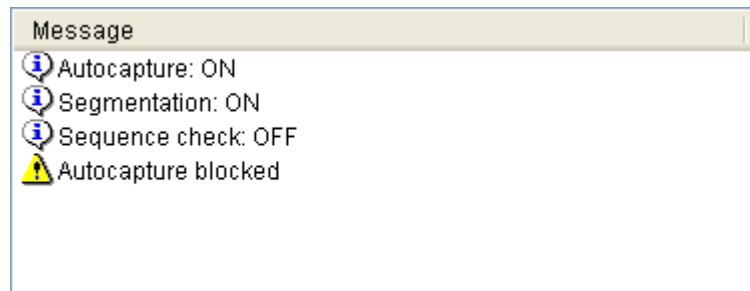 Message
Autocapture: ON
Segmentation: ON
Sequence check: OFF
Autocapture blocked